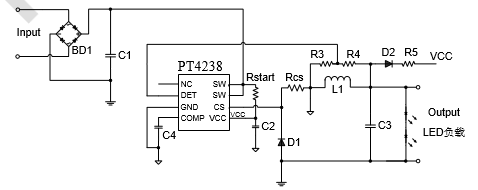 Input
BD1
C1
PT4238
NC
DET
GND
COMP
SW
SW
CS
VCC
VCC
Rstart
C2
C4
Rcs
D1
R3
R4
L1
D2
R5
VCC
C3
Output
LED负载